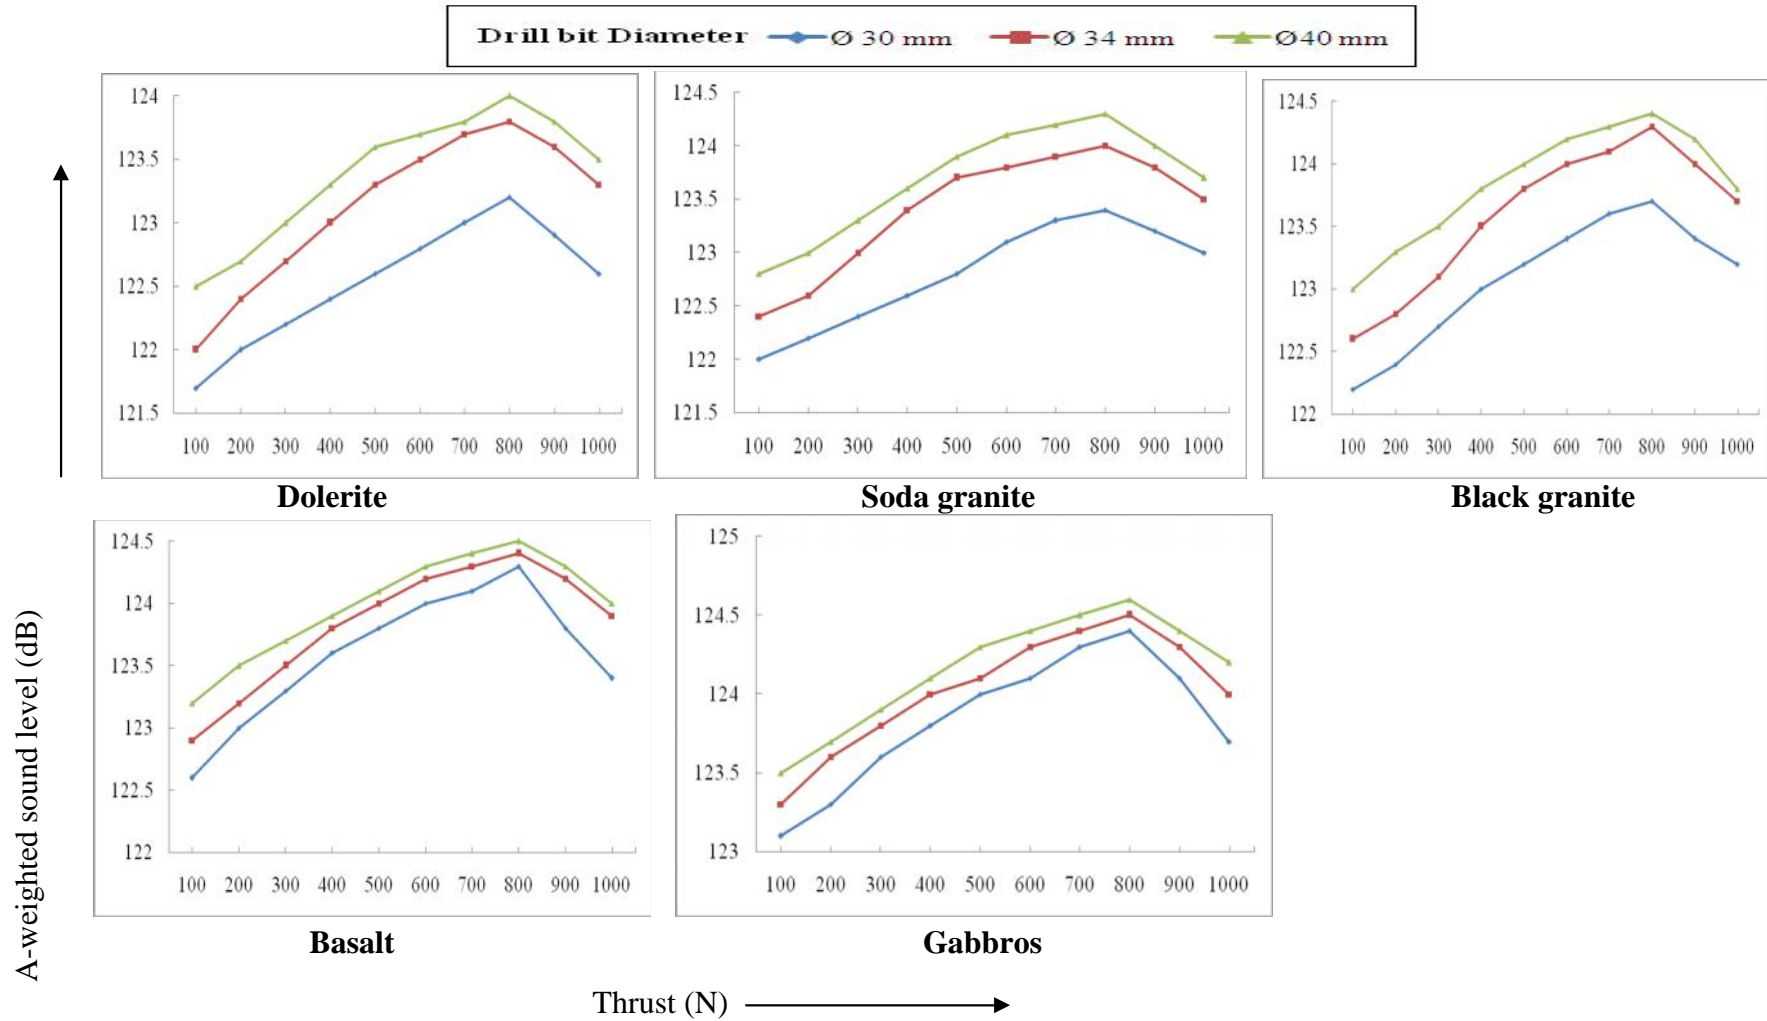 Drill bit Diameter Ø 30 mm Ø 34 mm Ø 40 mm
124
123.5
123
122.5
122
121.5
100 200 300 400 500 600 700 800 900 1000
Dolerite
124.5
124
123.5
123
122.5
122
121.5
100 200 300 400 500 600 700 800 900 1000
Soda granite
124.5
124
123.5
123
122.5
122
100 200 300 400 500 600 700 800 900 1000
Black granite
124.5
124
123.5
123
122.5
122
100 200 300 400 500 600 700 800 900 1000
Basalt
125
124.5
124
123.5
123
100 200 300 400 500 600 700 800 900 1000
Gabbros
A-weighted sound level (dB)
Thrust (N)